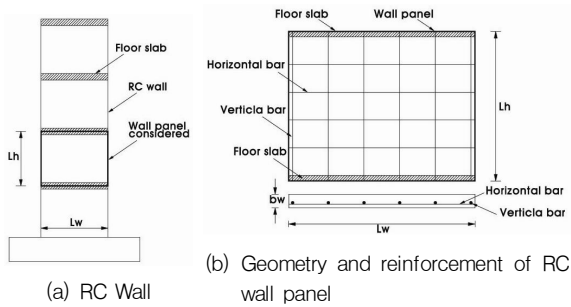 Floor slab
RC wall
Wall panel
considered
Lh
Lw
(a) RC Wall
Floor slab
Wall panel
Horizontal bar
Verticla bar
Floor slab
Lh
bw
Horizontal bar
Verticla bar
Lw
(b) Geometry and reinforcement of RC
wall panel